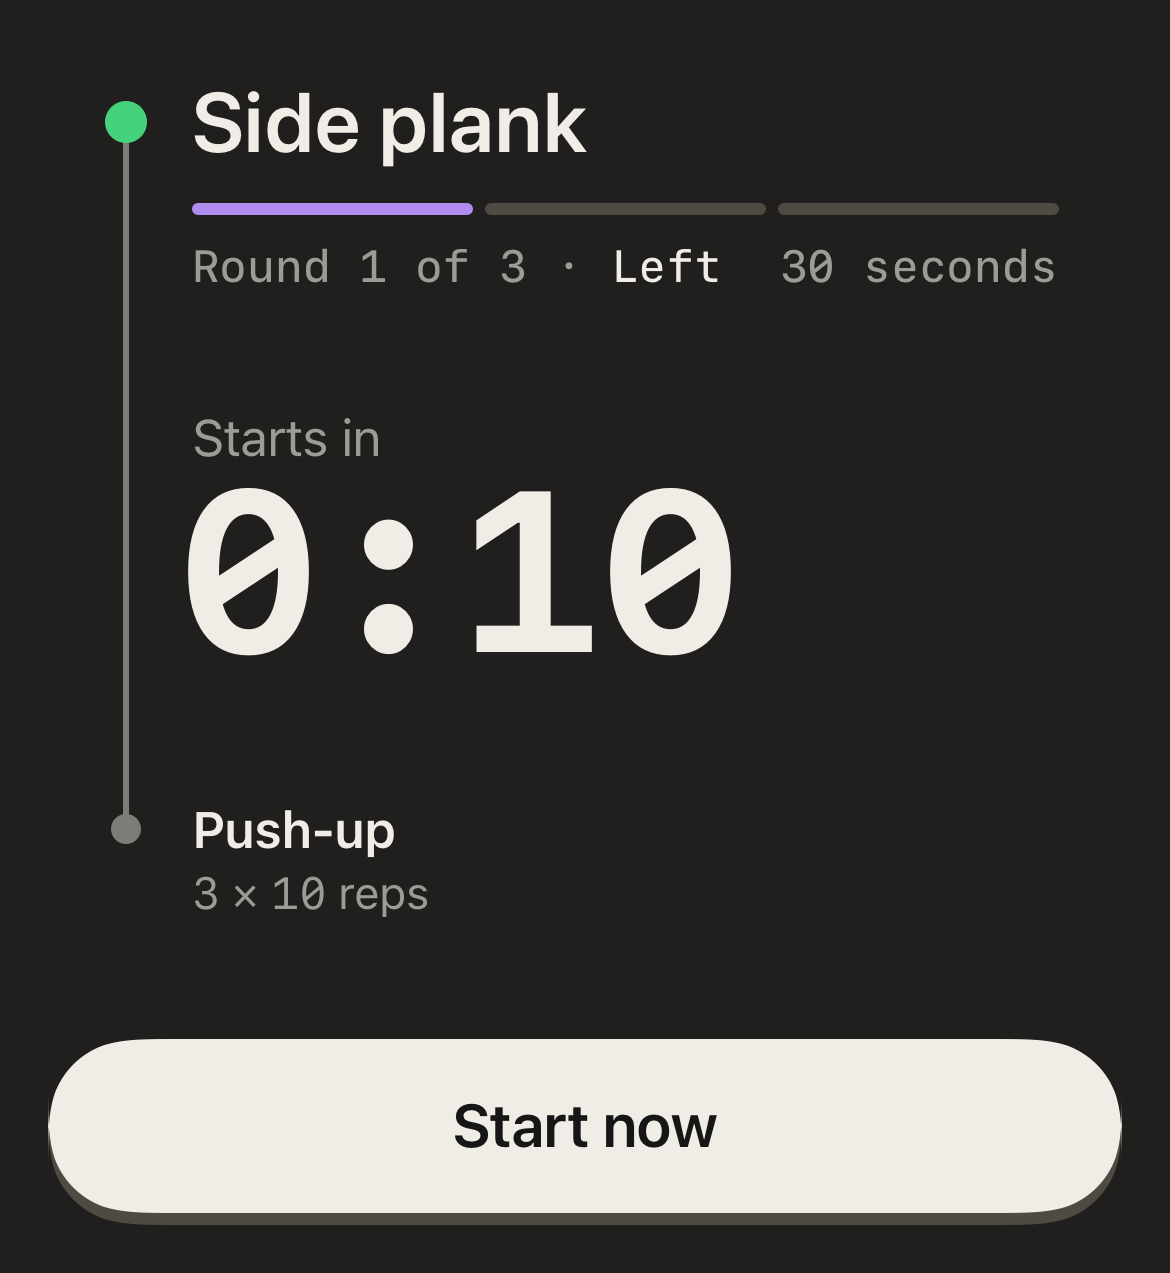 Side plank
Round 1 of 3 · Left 30 seconds
Starts in
0:10
Push-up
3 × 10 reps
Start now